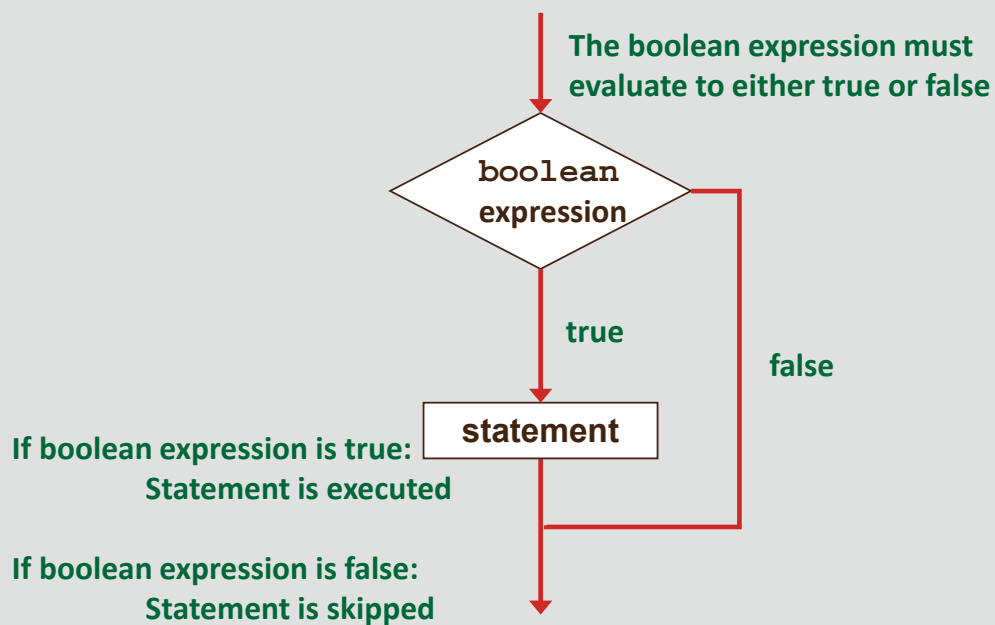 The boolean expression must
evaluate to either true or false
boolean
expression
true
false
statement
If boolean expression is true:
Statement is executed
If boolean expression is false:
Statement is skipped